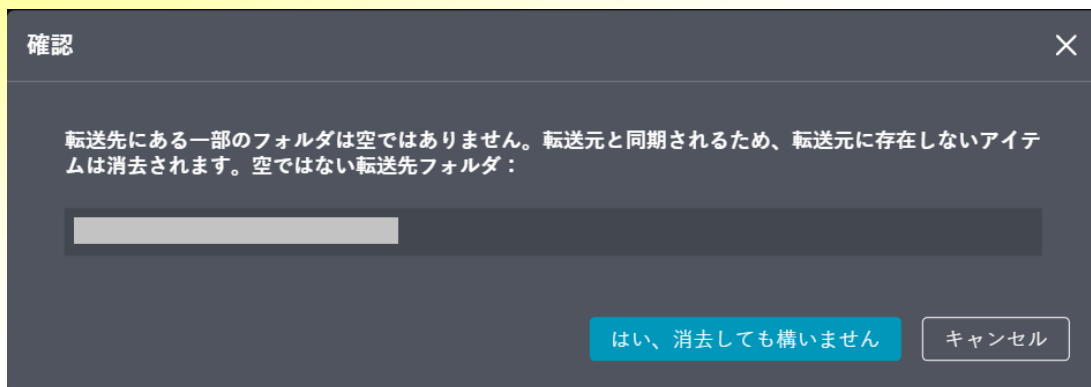 確認
転送先にある一部のフォルダは空ではありません。転送元と同期されるため、転送元に存在しないアイテ
ムは消去されます。空ではない転送先フォルダ：
はい、消去しても構いません
キャンセル